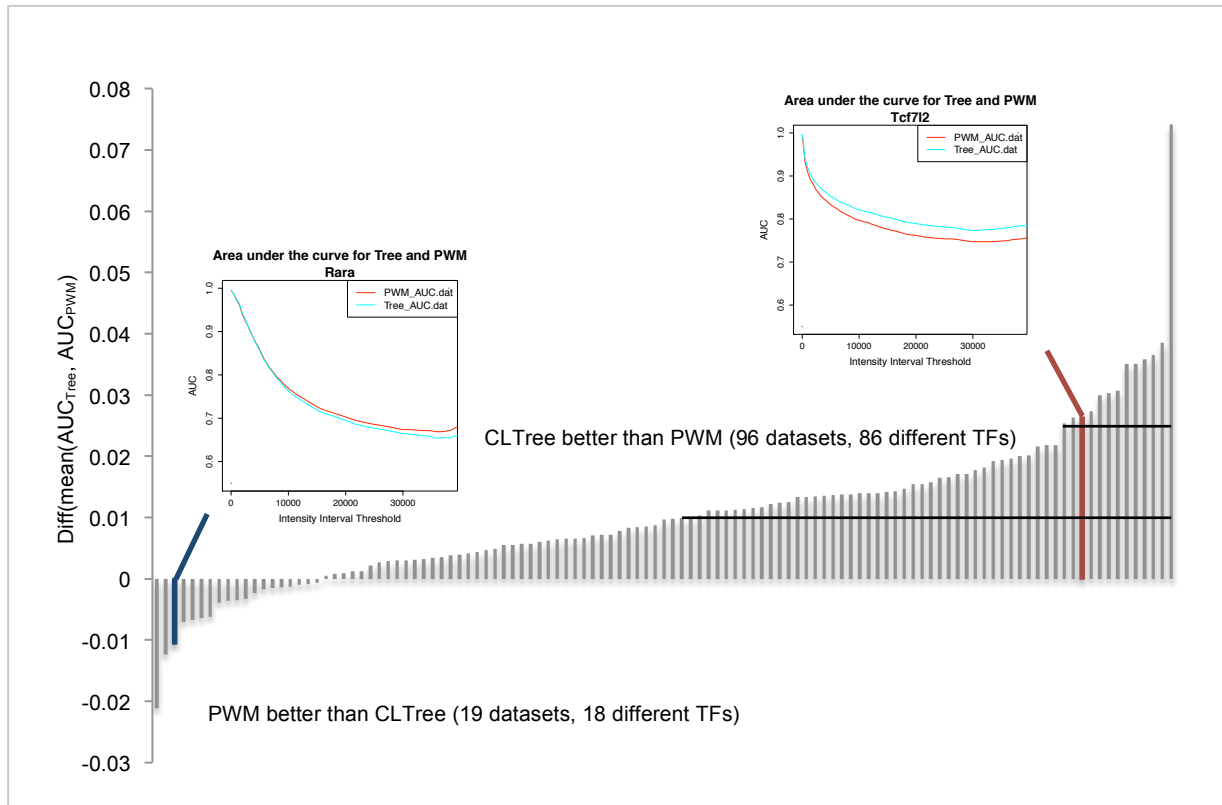 0.08
0.07
0.06
0.05
0.04
0.03
0.02
0.01
0
-0.01
-0.02
-0.03
Diff(mean(AUCTree, AUCPWM)
Area under the curve for Tree and PWM
Rara
PWM_AUC.dat
Tree_AUC.dat
1.0
0.9
0.8
0.7
0.6
AUC
0
10000
20000
30000
Intensity Interval Threshold
Area under the curve for Tree and PWM
Tcf7l2
PWM_AUC.dat
Tree_AUC.dat
1.0
0.9
0.8
0.7
0.6
AUC
0
10000
20000
30000
Intensity Interval Threshold
CLTree better than PWM (96 datasets, 86 different TFs)
PWM better than CLTree (19 datasets, 18 different TFs)